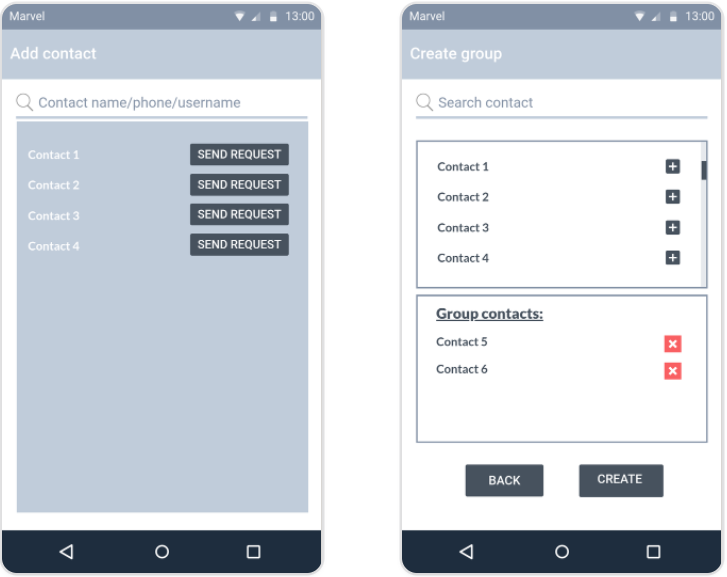 Marvel 13:00
Add contact
Contact name/phone/username
Contact 1 SEND REQUEST
Contact 2 SEND REQUEST
Contact 3 SEND REQUEST
Contact 4 SEND REQUEST
Marvel 13:00
Create group
Search contact
Contact 1
Contact 2
Contact 3
Contact 4
Group contacts:
Contact 5
Contact 6
BACK CREATE